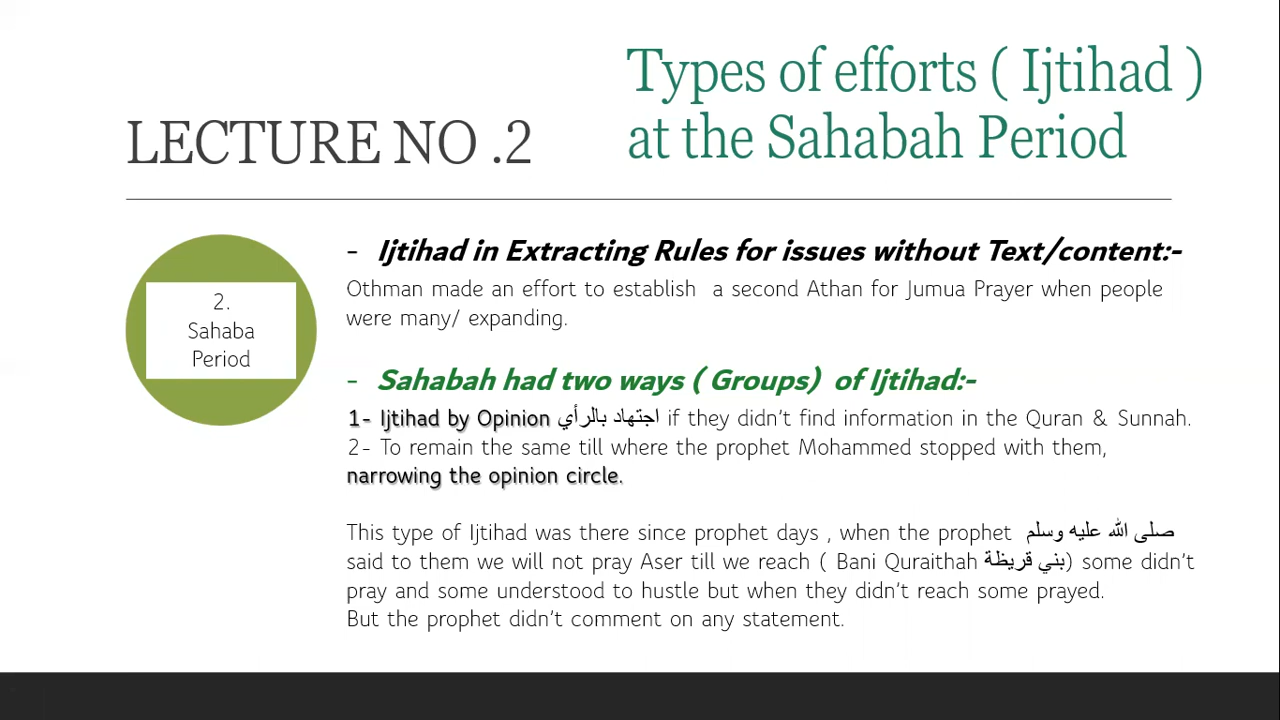 LECTURE NO .2
Types of efforts ( Ijtihad )
at the Sahabah Period
2.
Sahaba
Period
- Ijtihad in Extracting Rules for issues without Text/content:-
Othman made an effort to establish a second Athan for Jumua Prayer when people
were many/ expanding.
- Sahabah had two ways ( Groups) of Ijtihad:-
1- Ijtihad by Opinion اجتهاد بالرأي if they didn't find information in the Quran & Sunnah.
2- To remain the same till where the prophet Mohammed stopped with them,
narrowing the opinion circle.
This type of Ijtihad was there since prophet days , when the prophet صلى الله عليه وسلم
said to them we will not pray Aser till we reach ( Bani Quraithah بني قريظة) some didn't
pray and some understood to hustle but when they didn't reach some prayed.
But the prophet didn't comment on any statement.